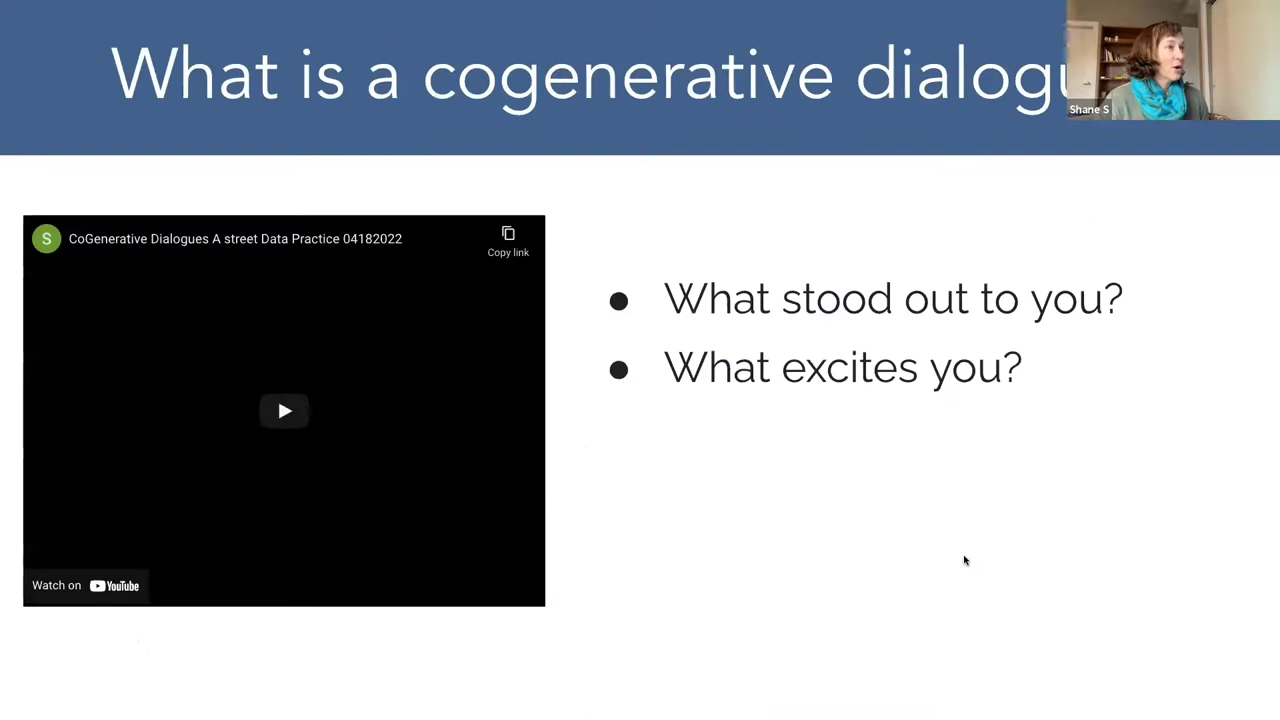 What is a cogenerative dialogu
Shane S
S
CoGenerative Dialogues A street Data Practice 04182022
Copy link
Watch on YouTube
What stood out to you?
What excites you?